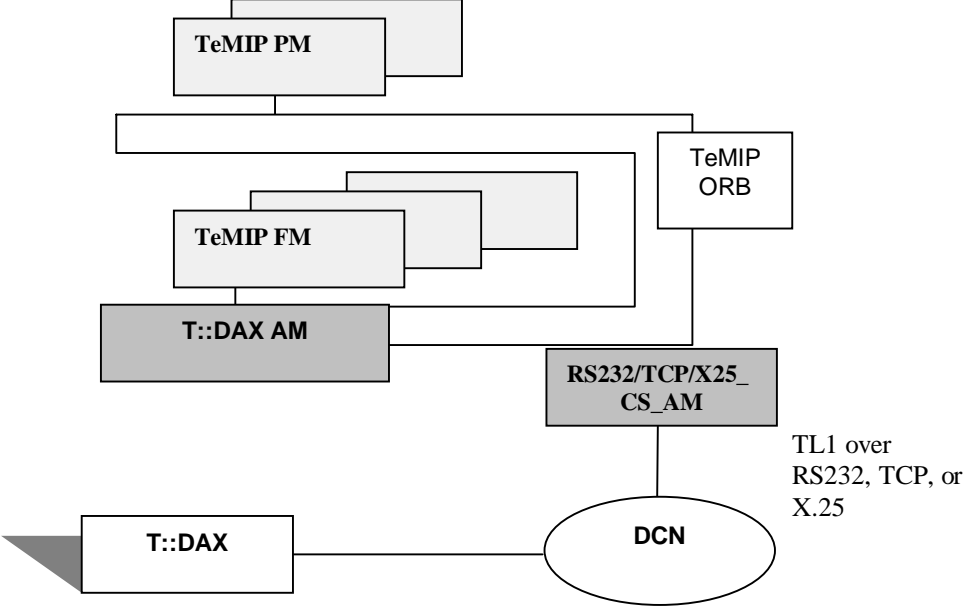 TeMIP PM
TeMIP
ORB
TeMIP FM
T::DAX AM
RS232/TCP/X25_
CS_AM
TL1 over
RS232, TCP, or
X.25
T::DAX
DCN